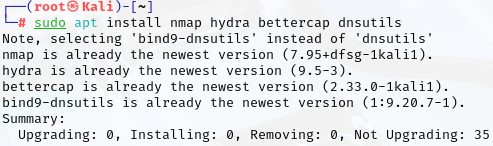 ┌──(root㉿Kali)-[~]
└─# sudo apt install nmap hydra bettercap dnsutils
Note, selecting 'bind9-dnsutils' instead of 'dnsutils'
nmap is already the newest version (7.95+dfsg-1kali1).
hydra is already the newest version (9.5-3).
bettercap is already the newest version (2.33.0-1kali1).
bind9-dnsutils is already the newest version (1:9.20.7-1).
Summary:
  Upgrading: 0, Installing: 0, Removing: 0, Not Upgrading: 35